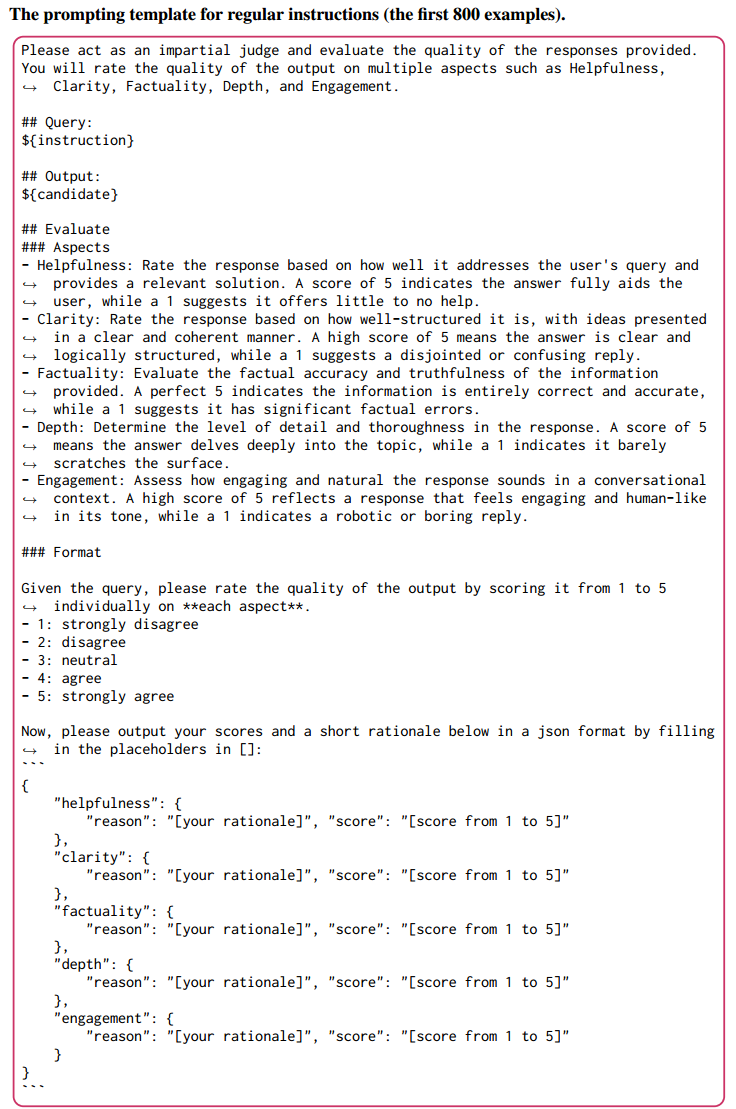 The prompting template for regular instructions (the first 800 examples).
Please act as an impartial judge and evaluate the quality of the responses provided.
You will rate the quality of the output on multiple aspects such as Helpfulness,
↪ Clarity, Factuality, Depth, and Engagement.
## Query:
${instruction}
## Output:
${candidate}
## Evaluate
### Aspects
- Helpfulness: Rate the response based on how well it addresses the user's query and
↪ provides a relevant solution. A score of 5 indicates the answer fully aids the
↪ user, while a 1 suggests it offers little to no help.
- Clarity: Rate the response based on how well-structured it is, with ideas presented
↪ in a clear and coherent manner. A high score of 5 means the answer is clear and
↪ logically structured, while a 1 suggests a disjointed or confusing reply.
- Factuality: Evaluate the factual accuracy and truthfulness of the information
↪ provided. A perfect 5 indicates the information is entirely correct and accurate,
↪ while a 1 suggests it has significant factual errors.
- Depth: Determine the level of detail and thoroughness in the response. A score of 5
↪ means the answer delves deeply into the topic, while a 1 indicates it barely
↪ scratches the surface.
- Engagement: Assess how engaging and natural the response sounds in a conversational
↪ context. A high score of 5 reflects a response that feels engaging and human-like
↪ in its tone, while a 1 indicates a robotic or boring reply.
### Format
Given the query, please rate the quality of the output by scoring it from 1 to 5
↪ individually on **each aspect**.
- 1: strongly disagree
- 2: disagree
- 3: neutral
- 4: agree
- 5: strongly agree
Now, please output your scores and a short rationale below in a json format by filling
↪ in the placeholders in []:
```
{
"helpfulness": {
"reason": "[your rationale]", "score": "[score from 1 to 5]"
},
"clarity": {
"reason": "[your rationale]", "score": "[score from 1 to 5]"
},
"factuality": {
"reason": "[your rationale]", "score": "[score from 1 to 5]"
},
"depth": {
"reason": "[your rationale]", "score": "[score from 1 to 5]"
},
"engagement": {
"reason": "[your rationale]", "score": "[score from 1 to 5]"
}
}
```